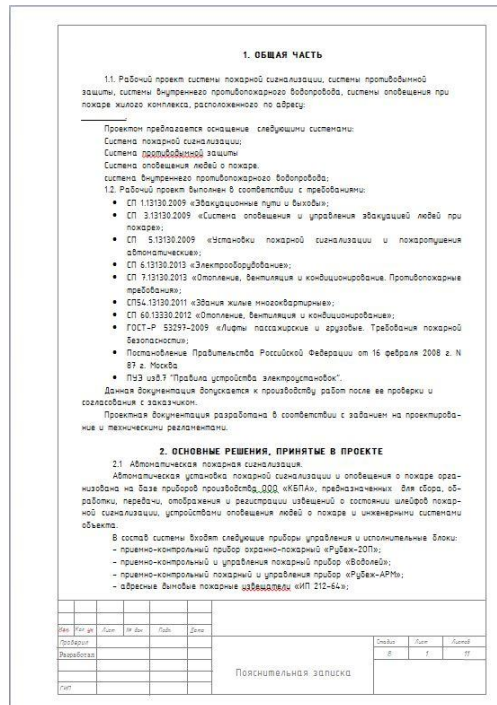 1. ОБЩАЯ ЧАСТЬ
1.1. Рабочий проект системы пожарной сигнализации, системы противодымной
защиты, системы внутреннего противопожарного водопровода, системы оповещения при
пожаре жилого комплекса, расположенного по адресу:
________.
Проектом предлагается оснащение следующими системами:
Система пожарной сигнализации;
Система противодымной защиты
Система оповещения людей о пожаре.
система внутреннего противопожарного водопровода;
1.2. Рабочий проект выполнен в соответствии с требованиями:
• СП 1.13130.2009 «Эвакуационные пути и выходы»;
• СП 3.13130.2009 «Система оповещения и управления эвакуацией людей при
пожаре»;
• СП 5.13130.2009 «Установки пожарной сигнализации и пожаротушения
автоматические»;
• СП 6.13130.2013 «Электрооборудование»;
• СП 7.13130.2013 «Отопление, вентиляция и кондиционирование. Противопожарные
требования»;
• СП54.13130.2011 «Здания жилые многоквартирные»;
• СП 60.13330.2012 «Отопление, вентиляция и кондиционирование»;
• ГОСТ-Р 53297-2009 «Лифты пассажирские и грузовые. Требования пожарной
безопасности»;
• Постановление Правительства Российской Федерации от 16 февраля 2008 г. N
87 г. Москва
• ПУЭ изд.7 "Правила устройства электроустановок".
Данная документация допускается к производству работ после ее проверки и
согласования с заказчиком.
Проектная документация разработана в соответствии с заданием на проектирова-
ние и техническими регламентами.
2. ОСНОВНЫЕ РЕШЕНИЯ, ПРИНЯТЫЕ В ПРОЕКТЕ
2.1 Автоматическая пожарная сигнализация.
Автоматическая установка пожарной сигнализации и оповещения о пожаре орга-
низована на базе приборов производства ООО «КБПА», предназначенных для сбора, об-
работки, передачи, отображения и регистрации извещений о состоянии шлейфов пожар-
ной сигнализации, устройствами оповещения людей о пожаре и инженерными системами
объекта.
В состав системы входят следующие приборы управления и исполнительные блоки:
- приемно-контрольный прибор охранно-пожарный «Рубеж-2ОП»;
- приемно-контрольный и управления пожарный прибор «Водолей»;
- приемно-контрольный пожарный и управления прибор «Рубеж-АРМ»;
- адресные дымовые пожарные извещатели «ИП 212-64»;
Изм. Кол.уч Лист № док Подп. Дата
Проверил Стадия Лист Листов
Разработал 1 11
Пояснительная записка
ГИП